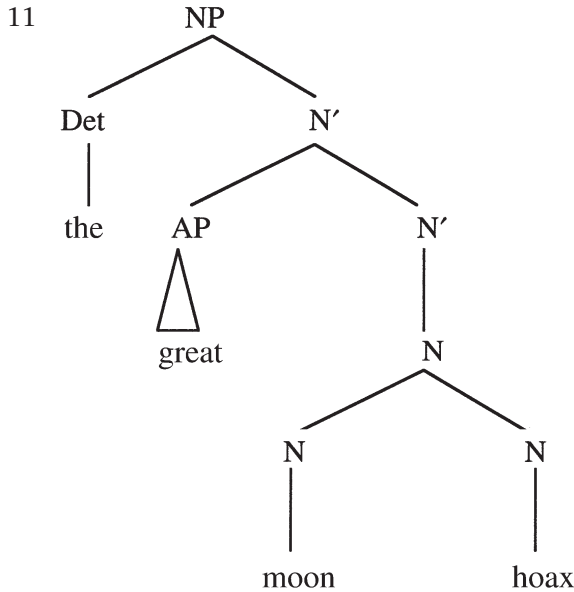 11 NP
Det N′
the AP N′
great N
N N
moon hoax